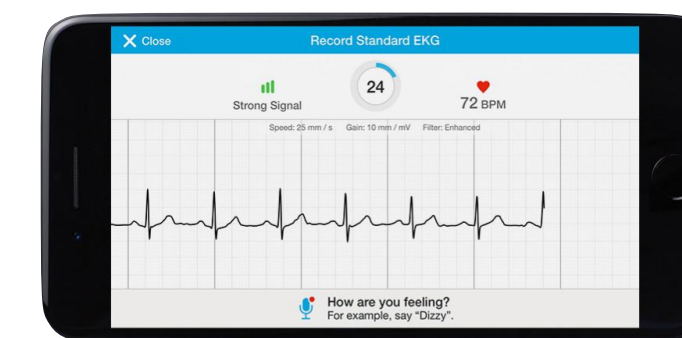 Close
Record Standard EKG
24
Strong Signal
72 BPM
Speed: 25 mm / s Gain: 10 mm / mV Filter: Enhanced
How are you feeling?
For example, say “Dizzy”.